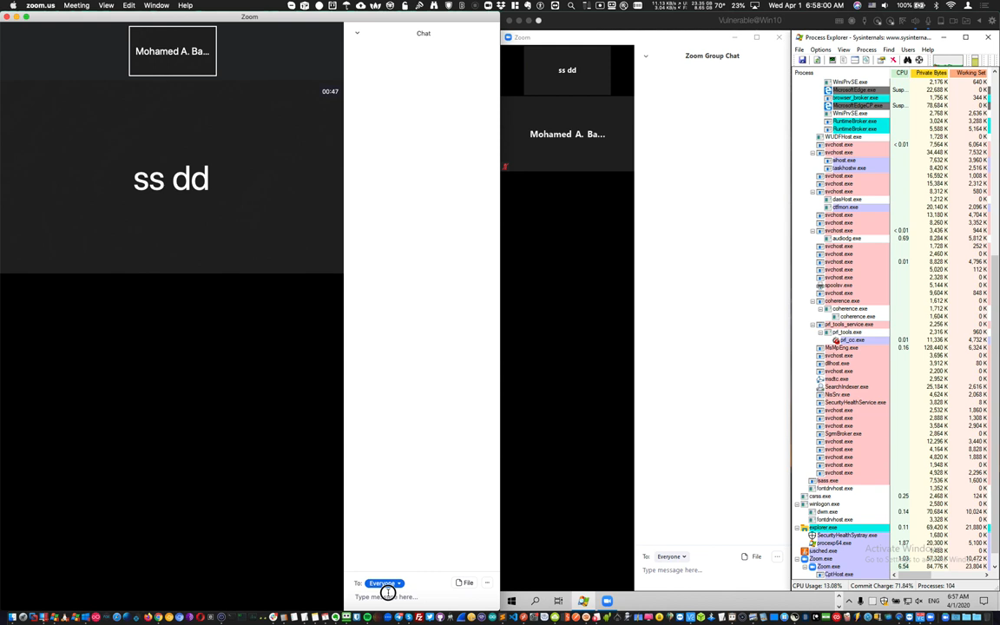 zoom.us Meeting View Edit Window Help
70° 23% 100% Wed Apr 1 6:58:00 AM
Zoom
Mohamed A. Ba...
00:47
ss dd
Chat
To: Everyone File ...
Type message here...
Vulnerable@Win10
Zoom
ss dd
Mohamed A. Ba...
Zoom Group Chat
To: Everyone File ...
Type message here...
Process Explorer - Sysinternals: www.sysinterna...
File Options View Process Find Users Help
Process CPU Private Bytes Working Set
WmiPrvSE.exe 2,176 K 640 K
MicrosoftEdge.exe Susp... 22,688 K 0 K
browser_broker.exe 1,756 K 344 K
MicrosoftEdgeCP.exe Susp... 78,684 K 0 K
WmiPrvSE.exe 2,768 K 2,636 K
RuntimeBroker.exe 3,024 K 3,288 K
RuntimeBroker.exe 5,588 K 5,164 K
WUDFHost.exe 1,728 K 0 K
svchost.exe < 0.01 7,564 K 6,064 K
svchost.exe 34,448 K 7,532 K
sihost.exe 7,632 K 3,960 K
taskhostw.exe 8,420 K 2,516 K
svchost.exe 16,592 K 1,008 K
svchost.exe 15,384 K 2,312 K
svchost.exe 8,312 K 580 K
dasHost.exe 1,212 K 0 K
ctfmon.exe 20,140 K 2,096 K
svchost.exe 13,180 K 4,704 K
svchost.exe 8,260 K 3,352 K
svchost.exe < 0.01 3,436 K 944 K
audiodg.exe 0.69 8,284 K 5,812 K
svchost.exe 1,728 K 252 K
svchost.exe 2,460 K 0 K
svchost.exe 0.01 8,828 K 4,796 K
svchost.exe 5,020 K 112 K
svchost.exe 2,328 K 0 K
spoolsv.exe 5,144 K 0 K
svchost.exe 9,604 K 848 K
coherence.exe 1,612 K 0 K
coherence.exe 1,712 K 0 K
coherence.exe 1,604 K 0 K
prl_tools_service.exe 2,256 K 0 K
prl_tools.exe 2,316 K 960 K
prl_cc.exe 0.01 11,336 K 4,732 K
MsMpEng.exe 0.16 128,440 K 6,324 K
svchost.exe 3,696 K 0 K
dllhost.exe 3,912 K 80 K
svchost.exe 2,200 K 0 K
msdtc.exe 2,952 K 0 K
SearchIndexer.exe 25,184 K 2,616 K
NisSrv.exe 4,624 K 2,068 K
SecurityHealthService.exe 3,828 K 8 K
svchost.exe 2,532 K 1,860 K
svchost.exe 2,888 K 1,308 K
svchost.exe 3,584 K 2,904 K
SgrmBroker.exe 2,864 K 0 K
svchost.exe 12,296 K 3,440 K
svchost.exe 4,164 K 8,828 K
svchost.exe 4,820 K 1,888 K
svchost.exe 1,948 K 0 K
svchost.exe 4,928 K 2,296 K
lsass.exe 7,536 K 1,600 K
fontdrvhost.exe 1,352 K 0 K
csrss.exe 0.25 2,468 K 124 K
winlogon.exe 2,580 K 0 K
dwm.exe 0.14 70,684 K 10,024 K
fontdrvhost.exe 3,328 K 0 K
explorer.exe 0.11 69,420 K 21,880 K
SecurityHealthSystray.exe 1,680 K 0 K
procexp64.exe 1.87 20,300 K 5,100 K
jusched.exe 0 K
Zoom.exe 1.03 57,328 K
Zoom.exe 6.54 84,776 K 23,804 K
CptHost.exe
Activate Windows
Go to Settings to activate Windows.
CPU Usage: 13.08% Commit Charge: 71.84% Processes: 104
ENG 6:57 AM
4/1/2020